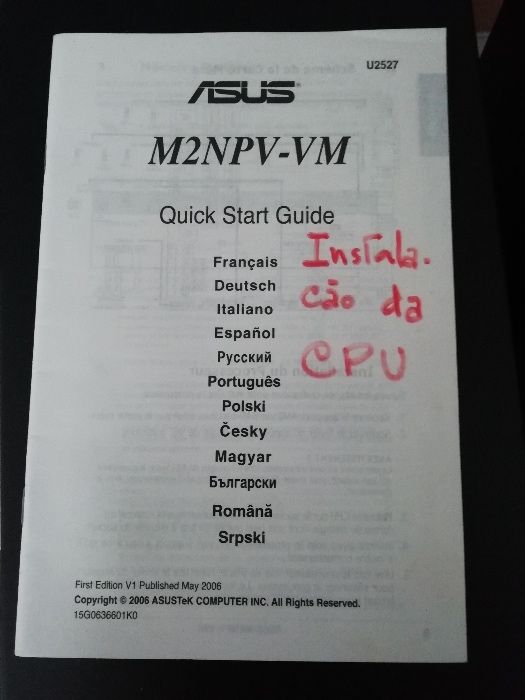 U2527
ASUS
M2NPV-VM
Quick Start Guide
Français
Deutsch
Italiano
Español
Русский
Português
Polski
Česky
Magyar
Български
Română
Srpski
Instala.
cão da
CPU
First Edition V1 Published May 2006
Copyright © 2006 ASUSTeK COMPUTER INC. All Rights Reserved.
15G0636601K0